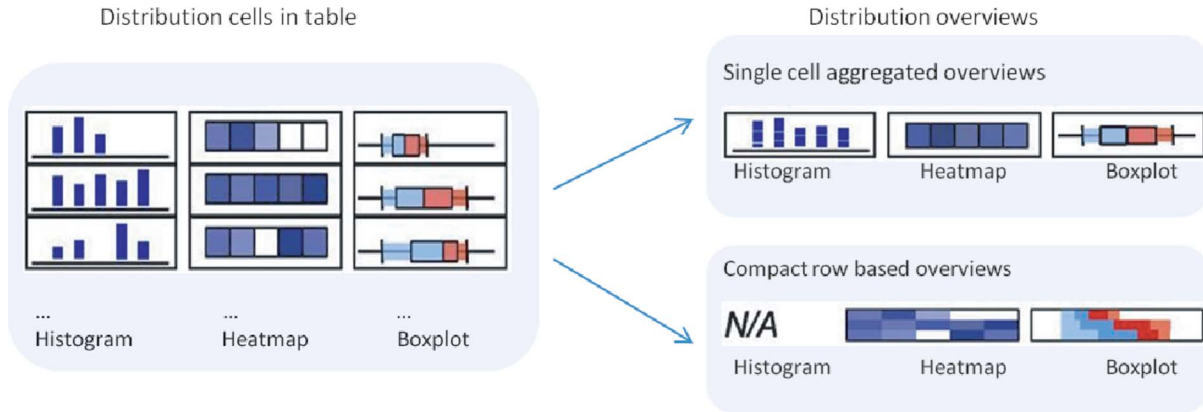 Distribution cells in table
Distribution overviews
Single cell aggregated overviews
Histogram
Heatmap
Boxplot
Compact row based overviews
N/A
Histogram
Heatmap
Boxplot
...
...
...
Histogram
Heatmap
Boxplot